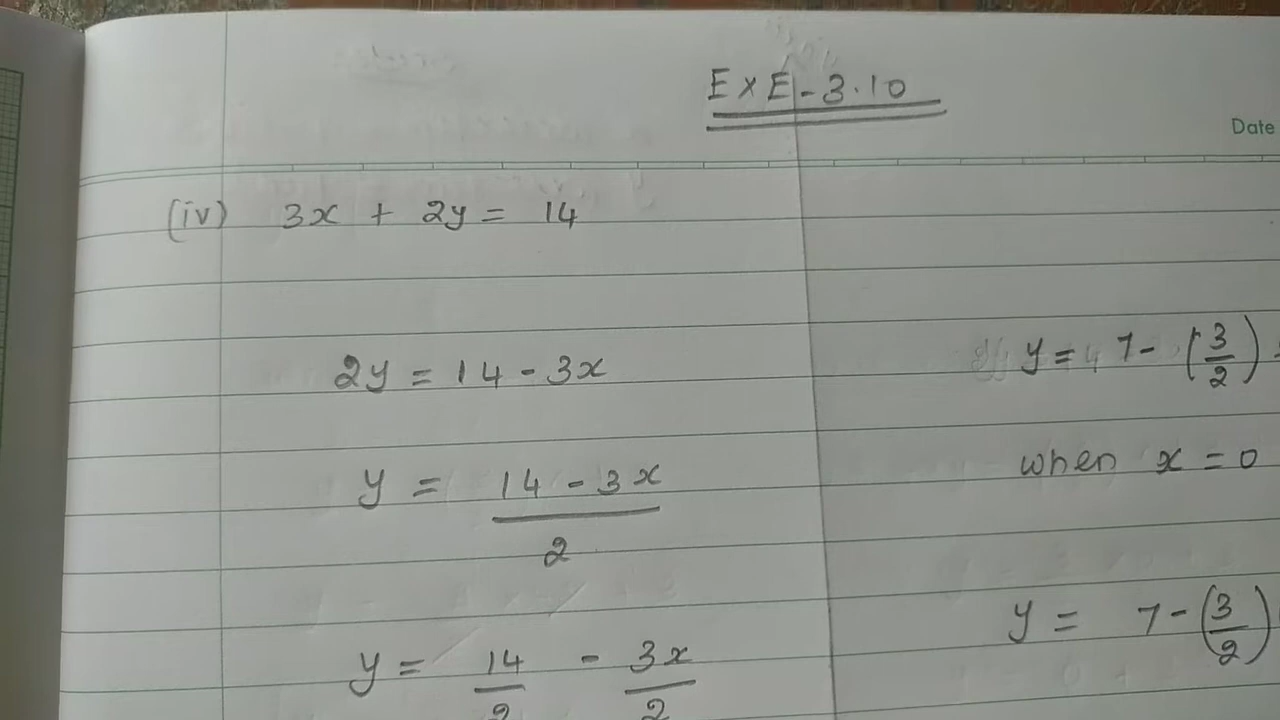 EXE - 3.10
Date
(iv) 3x + 2y = 14
2y = 14 - 3x
y = 14 - 3x / 2
y = 14/2 - 3x/2
y = 7 - (3/2)
when x = 0
y = 7 - (3/2)